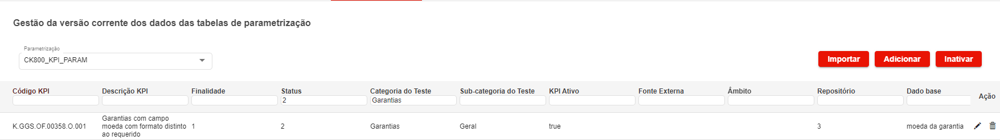 Gestão da versão corrente dos dados das tabelas de parametrização
Parametrização
CK800_KPI_PARAM
Importar Adicionar Inativar
Código KPI Descrição KPI Finalidade Status Categoria do Teste Sub-categoria do Teste KPI Ativo Fonte Externa Âmbito Repositório Dado base Ação
2 Garantias
K.GGS.OF.00358.O.001 Garantias com campo moeda com formato distinto ao requerido 1 2 Garantias Geral true 3 moeda da garantia